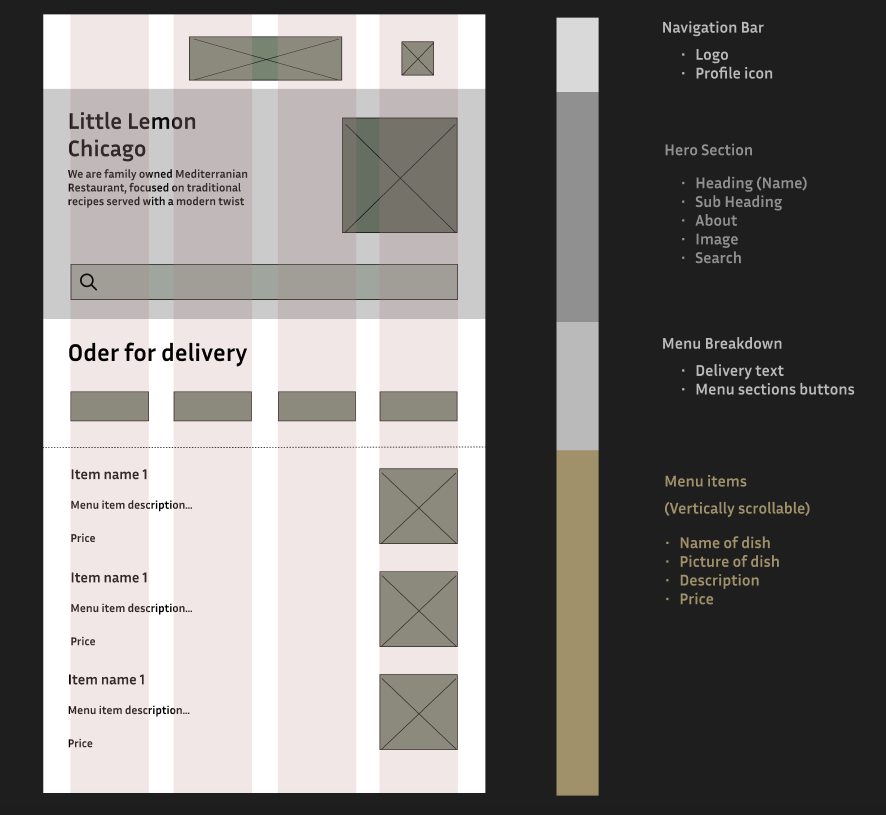 Little Lemon
Chicago
We are family owned Mediterranean
Restaurant, focused on traditional
recipes served with a modern twist
Oder for delivery
Item name 1
Menu item description...
Price
Item name 1
Menu item description...
Price
Item name 1
Menu item description...
Price
Navigation Bar
· Logo
· Profile icon
Hero Section
· Heading (Name)
· Sub Heading
· About
· Image
· Search
Menu Breakdown
· Delivery text
· Menu sections buttons
Menu items
(Vertically scrollable)
· Name of dish
· Picture of dish
· Description
· Price